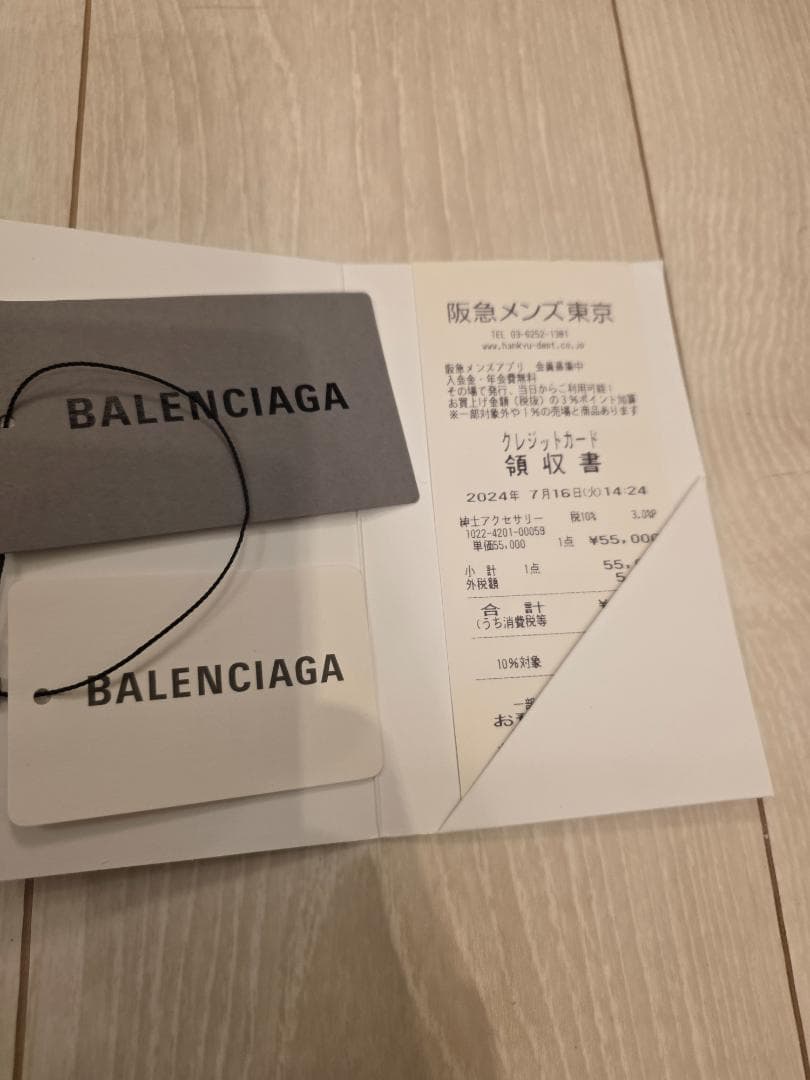 BALENCIAGA
BALENCIAGA
阪急メンズ東京
TEL 03-6252-1381
www.hankyu-dept.co.jp
阪急メンズアプリ 会員募集中
入会金・年会費無料
その場で発行、当日からご利用可能!
お買上げ金額(税抜)の3%ポイント加算
※一部対象外や1%の売場と商品あります
クレジットカード
領収書
2024年 7月16日(火)14:24
紳士アクセサリー 税10% 3.0%P
1022-4201-00059
単価55,000 1点 ¥55,000
小計 1点 55,
外税額 5
合計 ¥
(うち消費税等
10%対象
一部
お